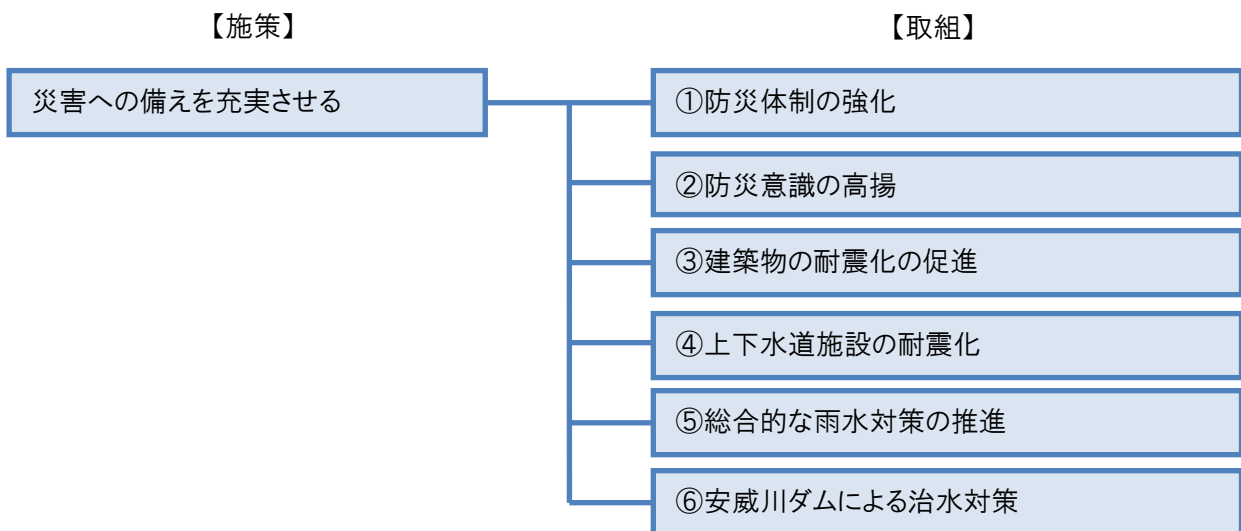 【施策】
【取組】
災害への備えを充実させる
①防災体制の強化
②防災意識の高揚
③建築物の耐震化の促進
④上下水道施設の耐震化
⑤総合的な雨水対策の推進
⑥安威川ダムによる治水対策